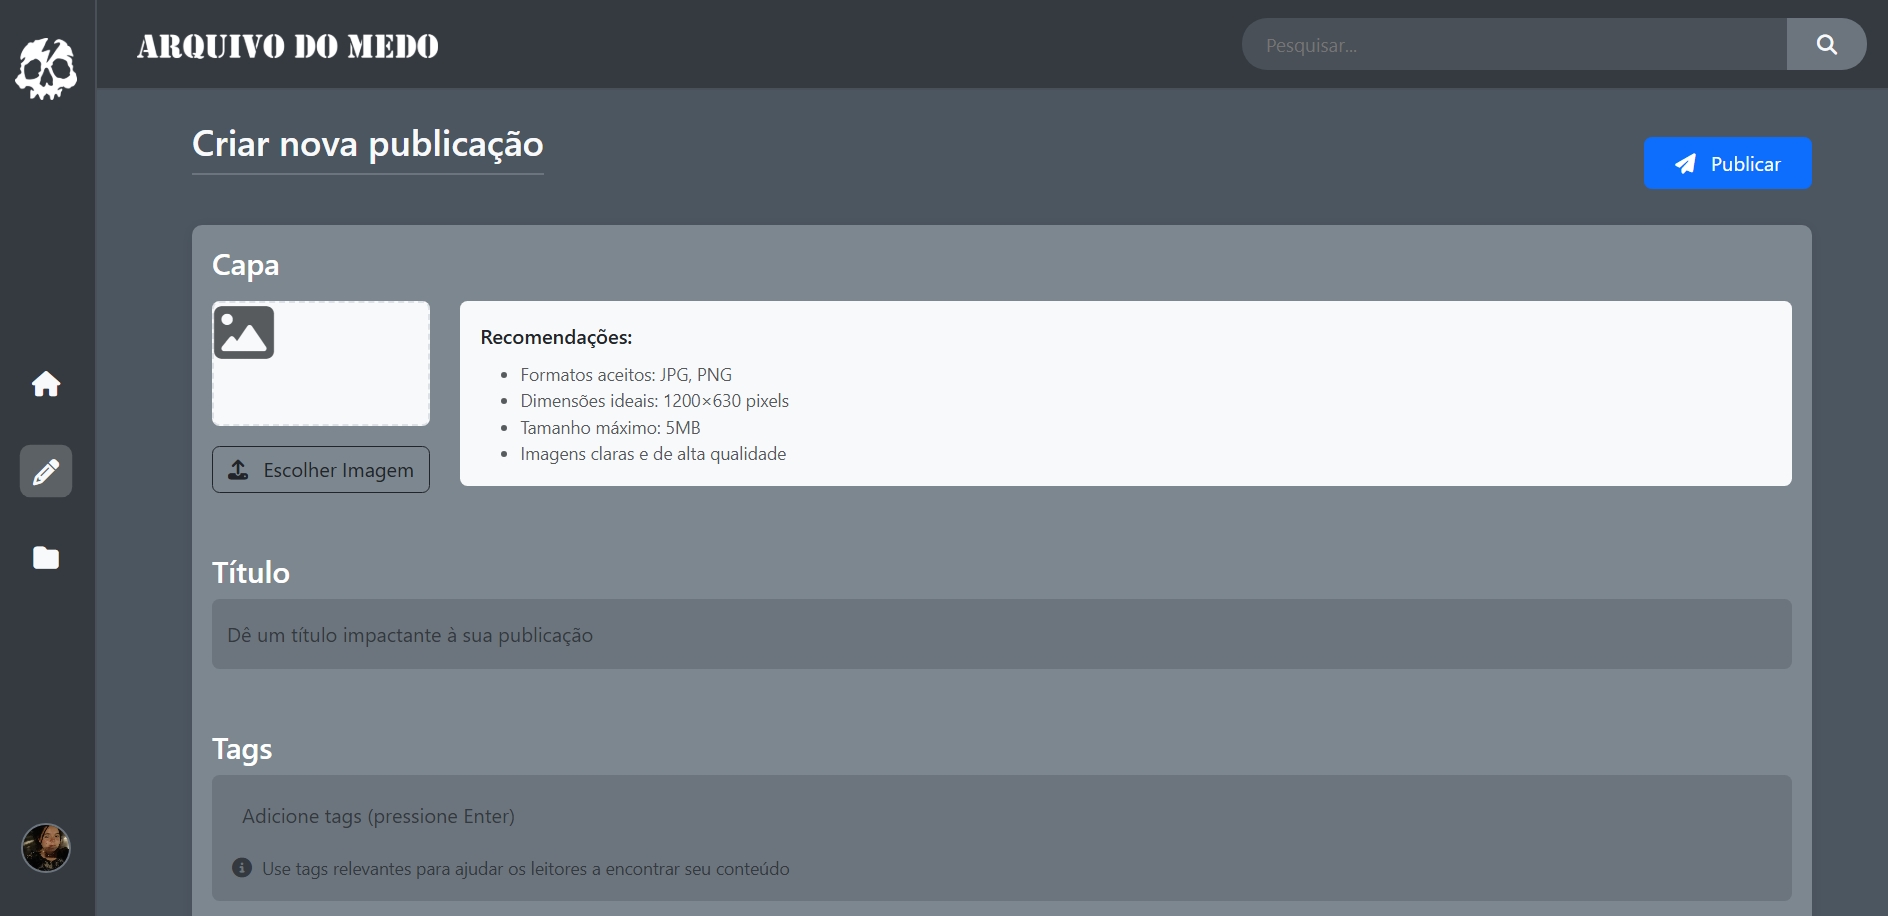 ARQUIVO DO MEDO
Pesquisar...
Criar nova publicação
Publicar
Capa
Recomendações:
Formatos aceitos: JPG, PNG
Dimensões ideais: 1200×630 pixels
Tamanho máximo: 5MB
Imagens claras e de alta qualidade
Escolher Imagem
Título
Dê um título impactante à sua publicação
Tags
Adicione tags (pressione Enter)
Use tags relevantes para ajudar os leitores a encontrar seu conteúdo